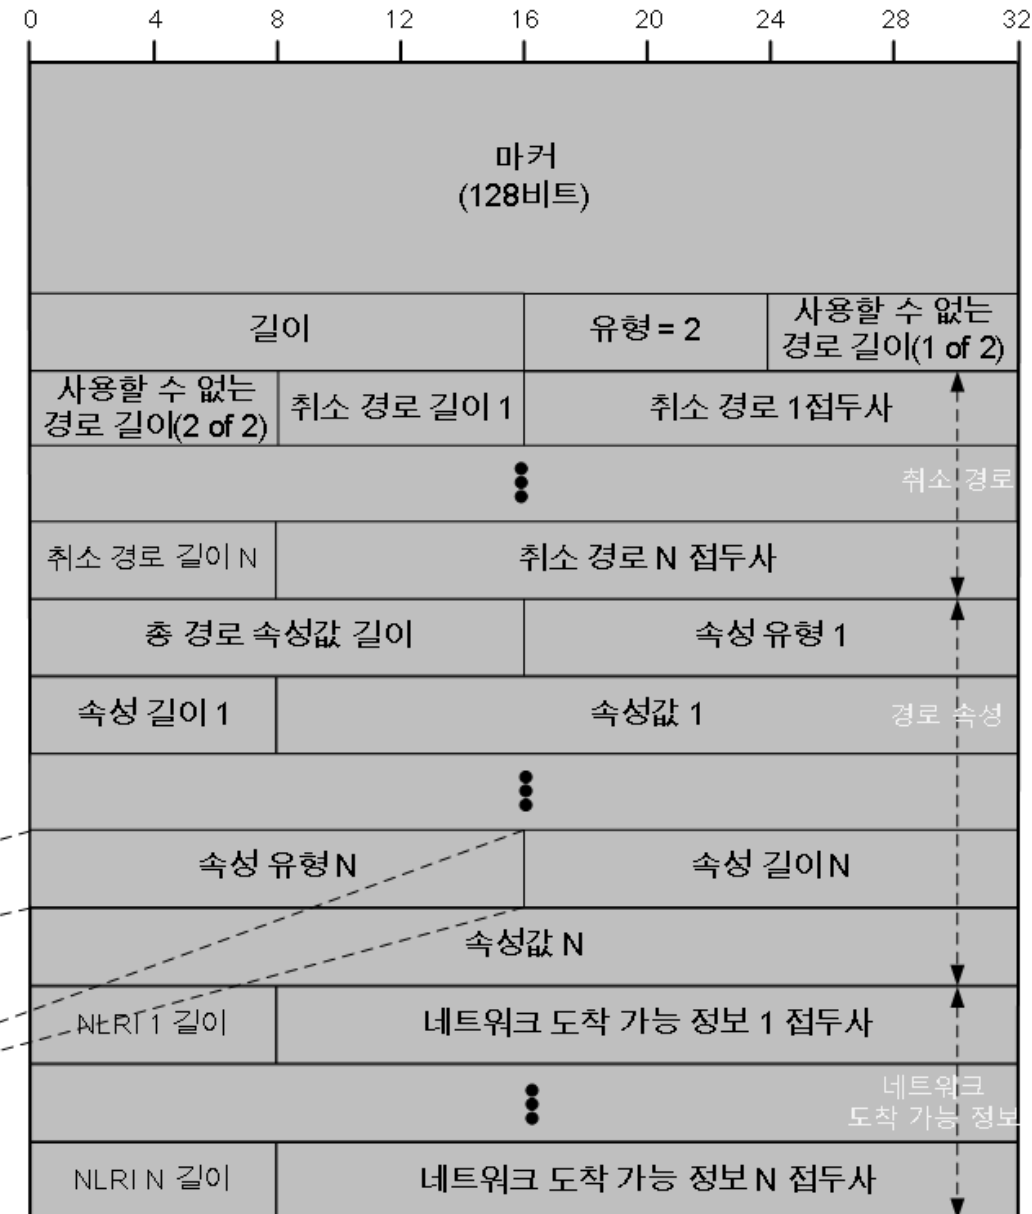 0 4 8 12 16 20 24 28 32
마커
(128비트)
길이
유형 = 2
사용할 수 없는
경로 길이(1 of 2)
사용할 수 없는
경로 길이(2 of 2)
취소 경로 길이 1
취소 경로 1접두사
취소 경로
취소 경로 길이 N
취소 경로 N 접두사
총 경로 속성값 길이
속성 유형 1
속성 길이 1
속성값 1
경로 속성
속성 유형 N
속성 길이 N
속성값 N
NLRI 1 길이
네트워크 도착 가능 정보 1 접두사
네트워크
도착 가능 정보
NLRI N 길이
네트워크 도착 가능 정보 N 접두사